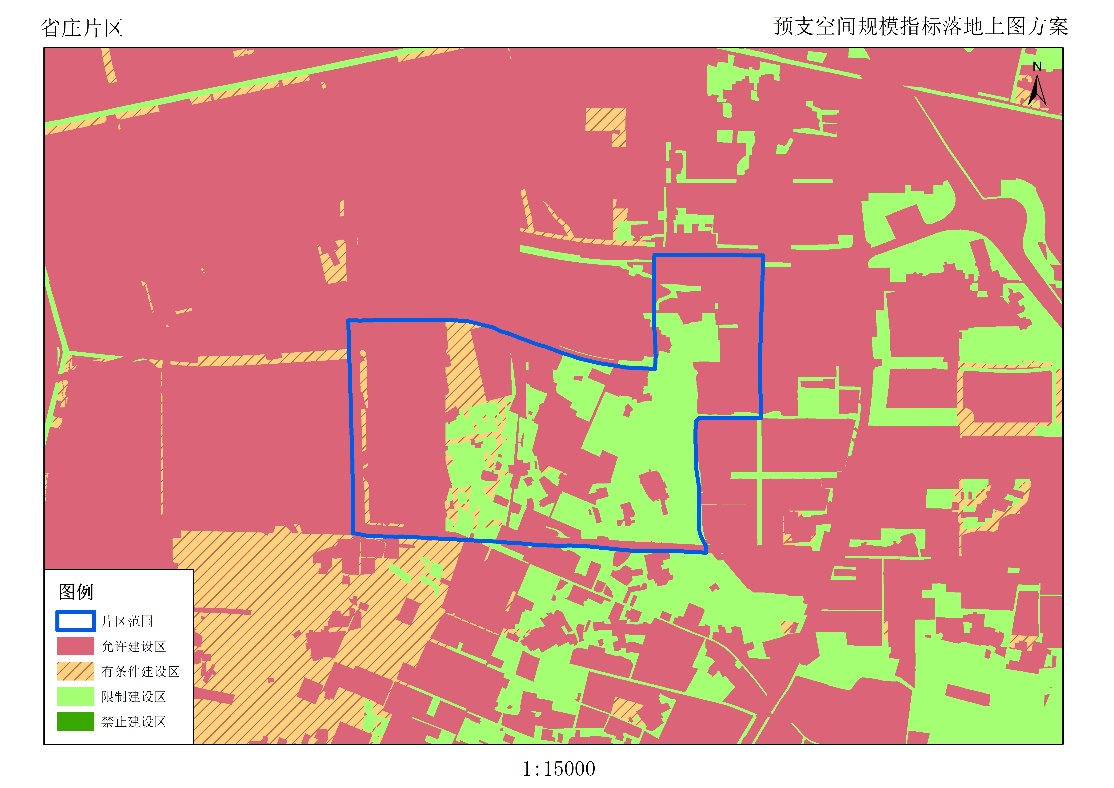 省庄片区
预支空间规模指标落地上图方案
N
图例
片区范围
允许建设区
有条件建设区
限制建设区
禁止建设区
1:15000